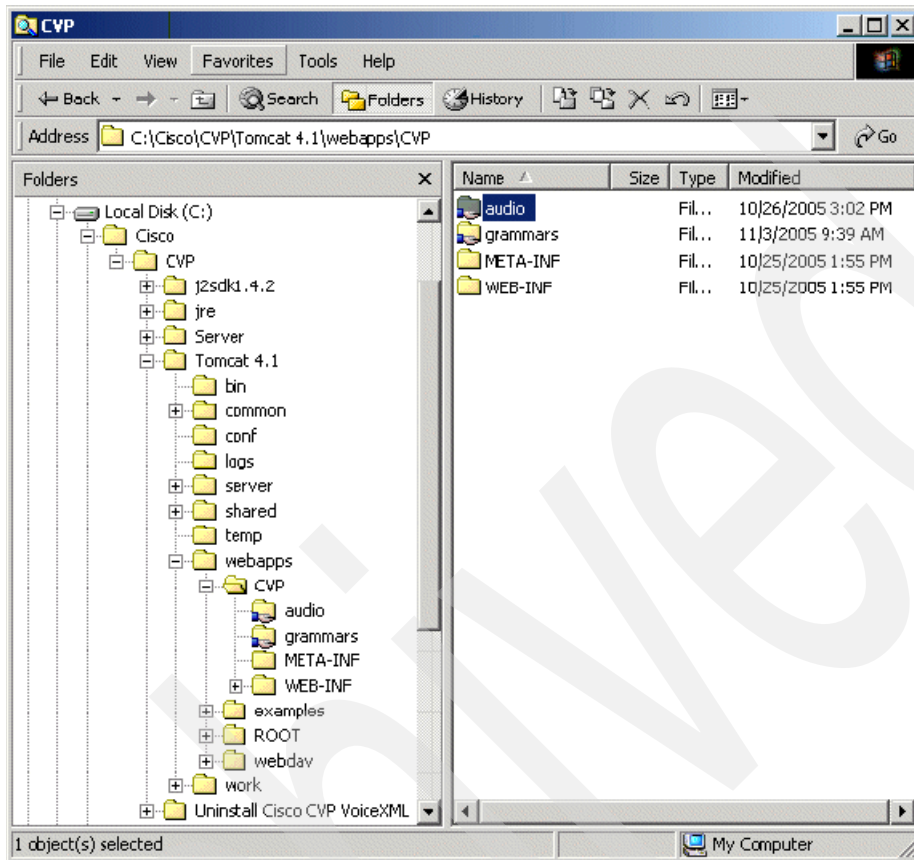 CVP
File Edit View Favorites Tools Help
Back Search Folders History
Address C:\Cisco\CVP\Tomcat 4.1\webapps\CVP Go
Folders
Local Disk (C:)
Cisco
CVP
j2sdk1.4.2
jre
Server
Tomcat 4.1
bin
common
conf
logs
server
shared
temp
webapps
CVP
audio
grammars
META-INF
WEB-INF
examples
ROOT
webdav
work
Uninstall Cisco CVP VoiceXML
Name Size Type Modified
audio Fil... 10/26/2005 3:02 PM
grammars Fil... 11/3/2005 9:39 AM
META-INF Fil... 10/25/2005 1:55 PM
WEB-INF Fil... 10/25/2005 1:55 PM
1 object(s) selected My Computer